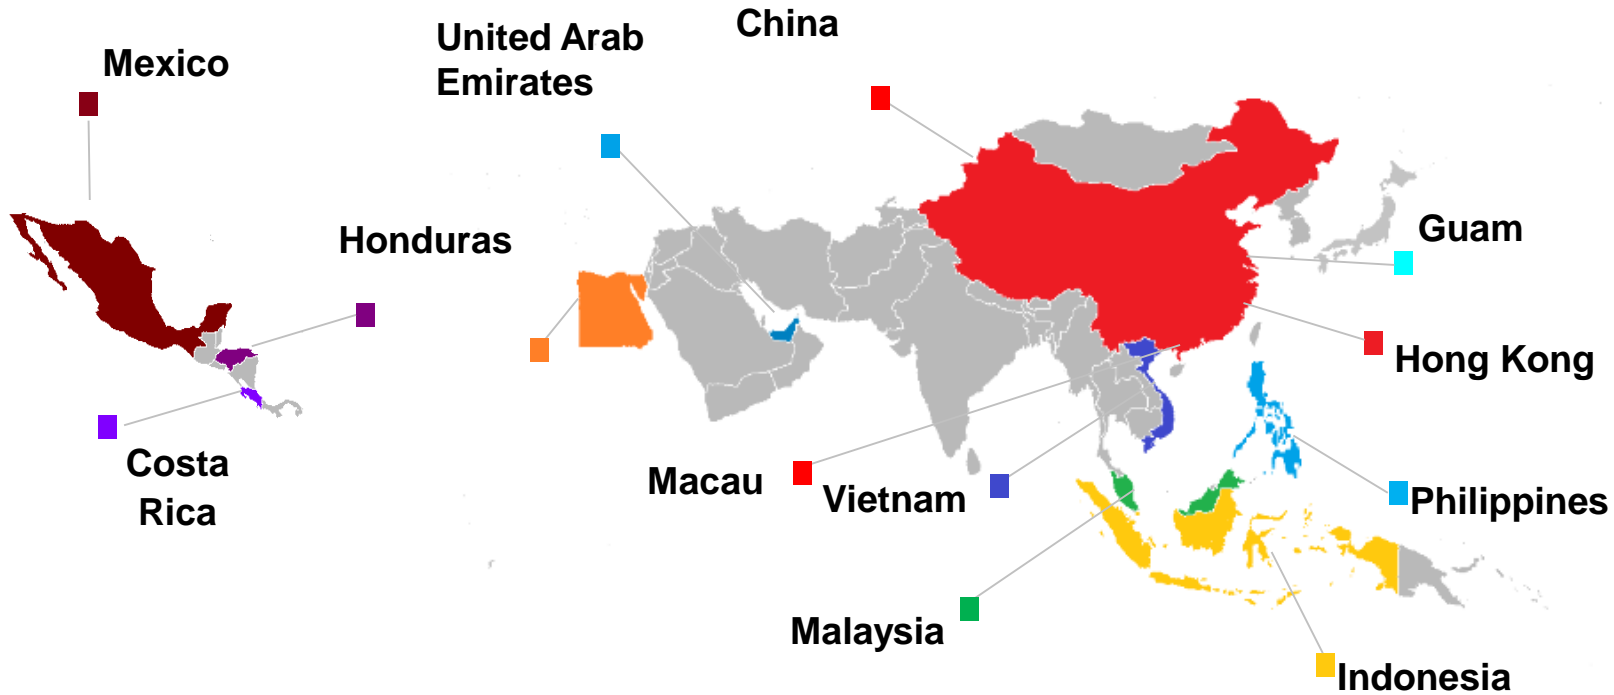 China
United Arab
Emirates
Mexico
Honduras
Guam
Hong Kong
Costa
Rica
Macau
Vietnam
Philippines
Malaysia
Indonesia